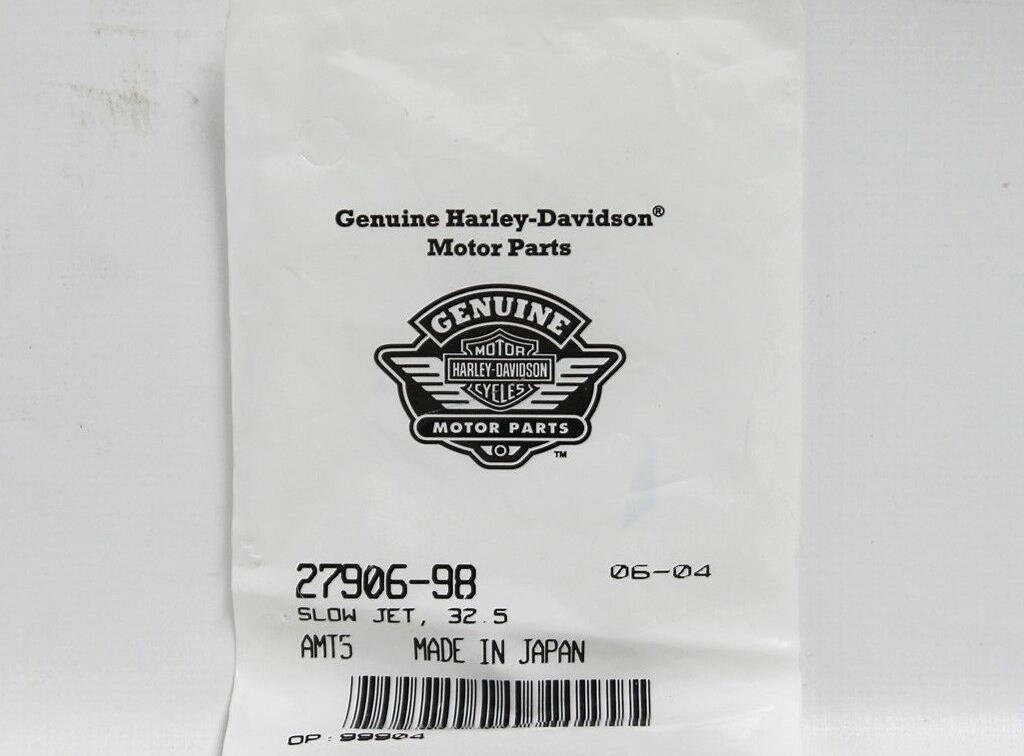 Genuine Harley-Davidson®
Motor Parts
GENUINE
MOTOR
HARLEY-DAVIDSON
CYCLES
MOTOR PARTS
TM
27906-98 06-04
SLOW JET, 32.5
AMT5 MADE IN JAPAN
OP: 99904